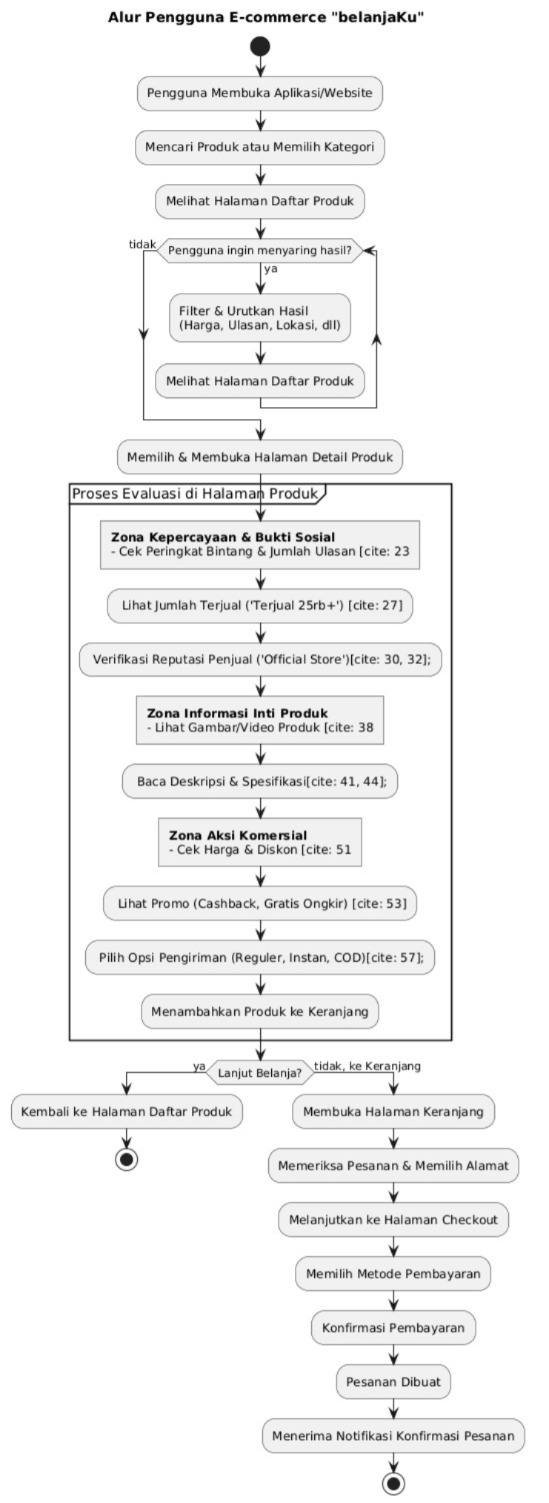 Alur Pengguna E-commerce "belanjaKu"
Pengguna Membuka Aplikasi/Website
Mencari Produk atau Memilih Kategori
Melihat Halaman Daftar Produk
tidak
Pengguna ingin menyaring hasil?
ya
Filter & Urutkan Hasil
(Harga, Ulasan, Lokasi, dll)
Melihat Halaman Daftar Produk
Memilih & Membuka Halaman Detail Produk
Proses Evaluasi di Halaman Produk
Zona Kepercayaan & Bukti Sosial
- Cek Peringkat Bintang & Jumlah Ulasan [cite: 23
Lihat Jumlah Terjual ('Terjual 25rb+') [cite: 27]
Verifikasi Reputasi Penjual ('Official Store')[cite: 30, 32];
Zona Informasi Inti Produk
- Lihat Gambar/Video Produk [cite: 38
Baca Deskripsi & Spesifikasi[cite: 41, 44];
Zona Aksi Komersial
- Cek Harga & Diskon [cite: 51
Lihat Promo (Cashback, Gratis Ongkir) [cite: 53]
Pilih Opsi Pengiriman (Reguler, Instan, COD)[cite: 57];
Menambahkan Produk ke Keranjang
ya
Lanjut Belanja?
tidak, ke Keranjang
Kembali ke Halaman Daftar Produk
Membuka Halaman Keranjang
Memeriksa Pesanan & Memilih Alamat
Melanjutkan ke Halaman Checkout
Memilih Metode Pembayaran
Konfirmasi Pembayaran
Pesanan Dibuat
Menerima Notifikasi Konfirmasi Pesanan